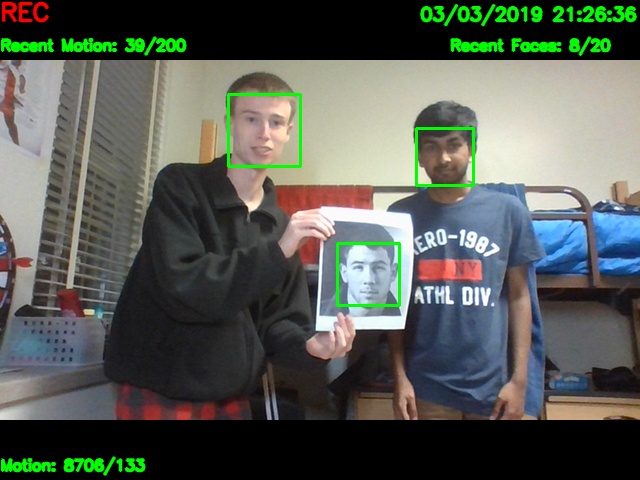 REC
03/03/2019 21:26:36
Recent Motion: 39/200
Recent Faces: 8/20
AERO-1987
NY
ATHL DIV.
Motion: 8706/133